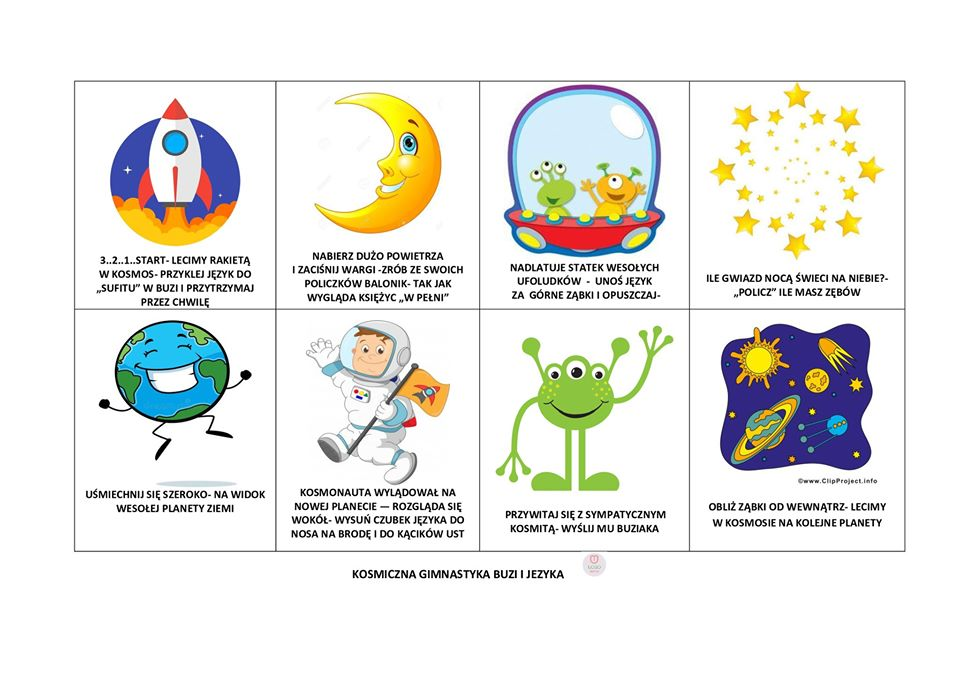 3..2..1..START- LECIMY RAKIETĄ
W KOSMOS- PRZYKLEJ JĘZYK DO
„SUFITU” W BUZI I PRZYTRZYMAJ
PRZEZ CHWILĘ
NABIERZ DUŻO POWIETRZA
I ZACIŚNIJ WARGI -ZRÓB ZE SWOICH
POLICZKÓW BALONIK- TAK JAK
WYGLĄDA KSIĘŻYC „W PEŁNI”
NADLATUJE STATEK WESOŁYCH
UFOLUDKÓW - UNOŚ JĘZYK
ZA GÓRNE ZĄBKI I OPUSZCZAJ-
ILE GWIAZD NOCĄ ŚWIECI NA NIEBIE?-
„POLICZ” ILE MASZ ZĘBÓW
UŚMIECHNIJ SIĘ SZEROKO- NA WIDOK
WESOŁEJ PLANETY ZIEMI
KOSMONAUTA WYLĄDOWAŁ NA
NOWEJ PLANECIE — ROZGLĄDA SIĘ
WOKÓŁ- WYSUŃ CZUBEK JĘZYKA DO
NOSA NA BRODĘ I DO KĄCIKÓW UST
PRZYWITAJ SIĘ Z SYMPATYCZNYM
KOSMITĄ- WYŚLIJ MU BUZIAKA
©www.ClipProject.info
OBLIŻ ZĄBKI OD WEWNĄTRZ- LECIMY
W KOSMOSIE NA KOLEJNE PLANETY
KOSMICZNA GIMNASTYKA BUZI I JEZYKA